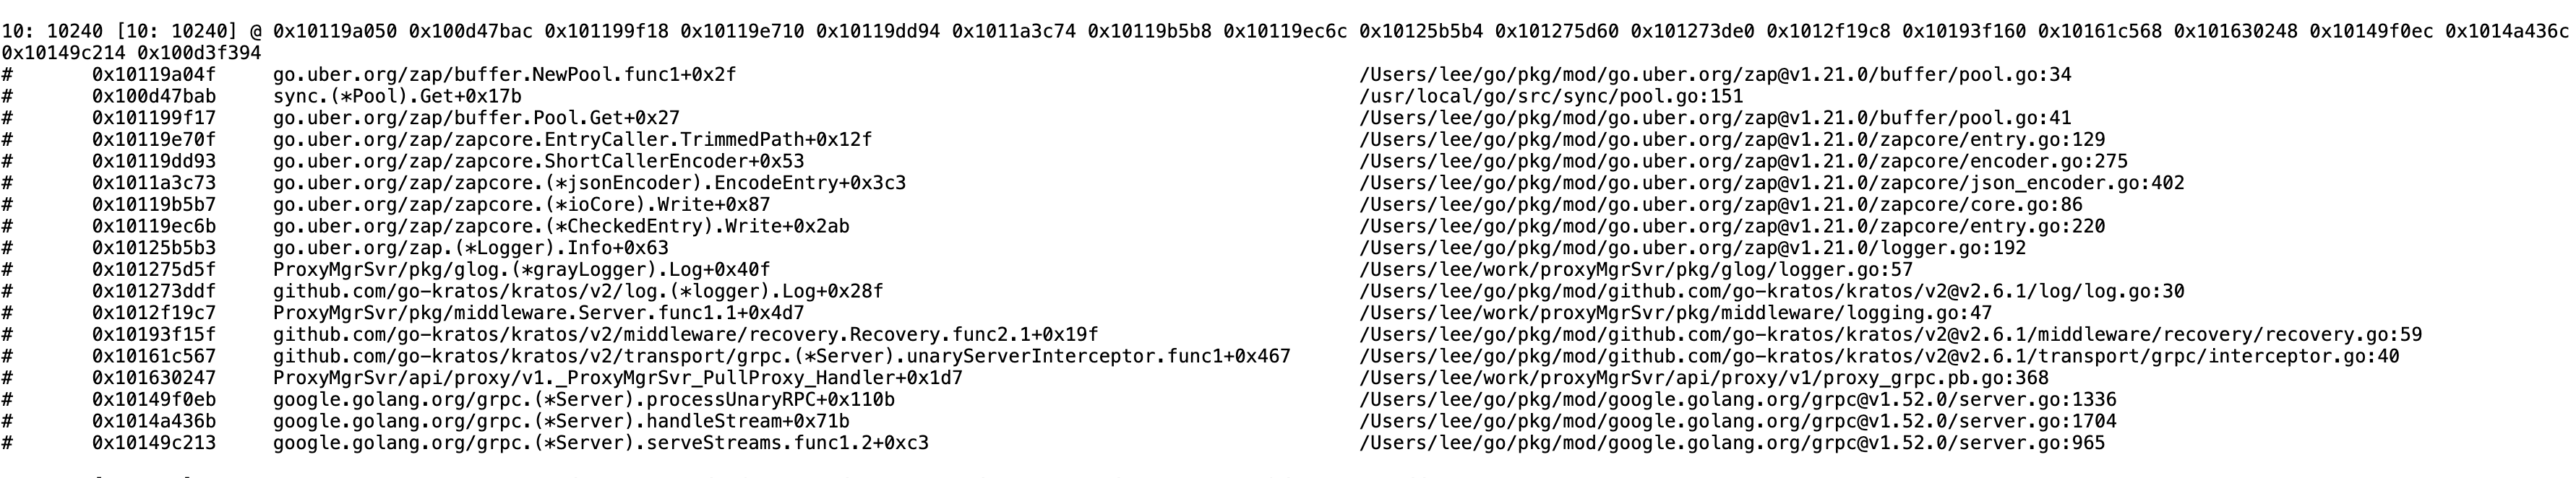 10: 10240 [10: 10240] @ 0x10119a050 0x100d47bac 0x101199f18 0x10119e710 0x10119dd94 0x1011a3c74 0x10119b5b8 0x10119ec6c 0x10125b5b4 0x101275d60 0x101273de0 0x1012f19c8 0x10193f160 0x10161c568 0x101630248 0x10149f0ec 0x1014a436c
0x10149c214 0x100d3f394
# 0x10119a04f go.uber.org/zap/buffer.NewPool.func1+0x2f /Users/lee/go/pkg/mod/go.uber.org/zap@v1.21.0/buffer/pool.go:34
# 0x100d47bab sync.(*Pool).Get+0x17b /usr/local/go/src/sync/pool.go:151
# 0x101199f17 go.uber.org/zap/buffer.Pool.Get+0x27 /Users/lee/go/pkg/mod/go.uber.org/zap@v1.21.0/buffer/pool.go:41
# 0x10119e70f go.uber.org/zap/zapcore.EntryCaller.TrimmedPath+0x12f /Users/lee/go/pkg/mod/go.uber.org/zap@v1.21.0/zapcore/entry.go:129
# 0x10119dd93 go.uber.org/zap/zapcore.ShortCallerEncoder+0x53 /Users/lee/go/pkg/mod/go.uber.org/zap@v1.21.0/zapcore/encoder.go:275
# 0x1011a3c73 go.uber.org/zap/zapcore.(*jsonEncoder).EncodeEntry+0x3c3 /Users/lee/go/pkg/mod/go.uber.org/zap@v1.21.0/zapcore/json_encoder.go:402
# 0x10119b5b7 go.uber.org/zap/zapcore.(*ioCore).Write+0x87 /Users/lee/go/pkg/mod/go.uber.org/zap@v1.21.0/zapcore/core.go:86
# 0x10119ec6b go.uber.org/zap/zapcore.(*CheckedEntry).Write+0x2ab /Users/lee/go/pkg/mod/go.uber.org/zap@v1.21.0/zapcore/entry.go:220
# 0x10125b5b3 go.uber.org/zap.(*Logger).Info+0x63 /Users/lee/go/pkg/mod/go.uber.org/zap@v1.21.0/logger.go:192
# 0x101275d5f ProxyMgrSvr/pkg/glog.(*grayLogger).Log+0x40f /Users/lee/work/proxyMgrSvr/pkg/glog/logger.go:57
# 0x101273ddf github.com/go-kratos/kratos/v2/log.(*logger).Log+0x28f /Users/lee/go/pkg/mod/github.com/go-kratos/kratos/v2@v2.6.1/log/log.go:30
# 0x1012f19c7 ProxyMgrSvr/pkg/middleware.Server.func1.1+0x4d7 /Users/lee/work/proxyMgrSvr/pkg/middleware/logging.go:47
# 0x10193f15f github.com/go-kratos/kratos/v2/middleware/recovery.Recovery.func2.1+0x19f /Users/lee/go/pkg/mod/github.com/go-kratos/kratos/v2@v2.6.1/middleware/recovery/recovery.go:59
# 0x10161c567 github.com/go-kratos/kratos/v2/transport/grpc.(*Server).unaryServerInterceptor.func1+0x467 /Users/lee/go/pkg/mod/github.com/go-kratos/kratos/v2@v2.6.1/transport/grpc/interceptor.go:40
# 0x101630247 ProxyMgrSvr/api/proxy/v1._ProxyMgrSvr_PullProxy_Handler+0x1d7 /Users/lee/work/proxyMgrSvr/api/proxy/v1/proxy_grpc.pb.go:368
# 0x10149f0eb google.golang.org/grpc.(*Server).processUnaryRPC+0x110b /Users/lee/go/pkg/mod/google.golang.org/grpc@v1.52.0/server.go:1336
# 0x1014a436b google.golang.org/grpc.(*Server).handleStream+0x71b /Users/lee/go/pkg/mod/google.golang.org/grpc@v1.52.0/server.go:1704
# 0x10149c213 google.golang.org/grpc.(*Server).serveStreams.func1.2+0xc3 /Users/lee/go/pkg/mod/google.golang.org/grpc@v1.52.0/server.go:965